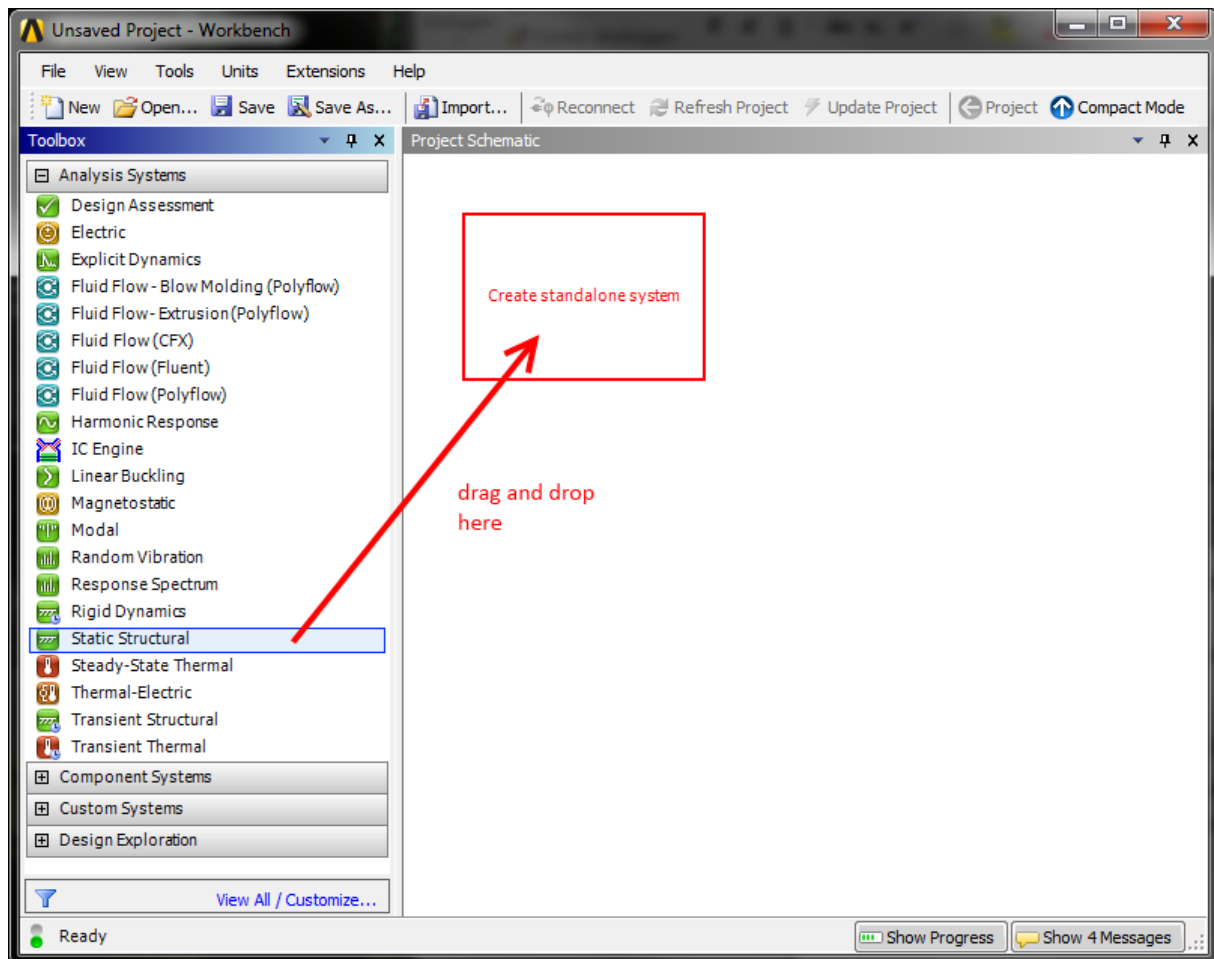 Unsaved Project - Workbench
File View Tools Units Extensions Help
New Open... Save Save As... Import... Reconnect Refresh Project Update Project Project Compact Mode
Toolbox
Project Schematic
Analysis Systems
Design Assessment
Electric
Explicit Dynamics
Fluid Flow - Blow Molding (Polyflow)
Fluid Flow - Extrusion (Polyflow)
Fluid Flow (CFX)
Fluid Flow (Fluent)
Fluid Flow (Polyflow)
Harmonic Response
IC Engine
Linear Buckling
Magnetostatic
Modal
Random Vibration
Response Spectrum
Rigid Dynamics
Static Structural
Steady-State Thermal
Thermal-Electric
Transient Structural
Transient Thermal
Component Systems
Custom Systems
Design Exploration
View All / Customize...
Create standalone system
drag and drop
here
Ready
Show Progress
Show 4 Messages